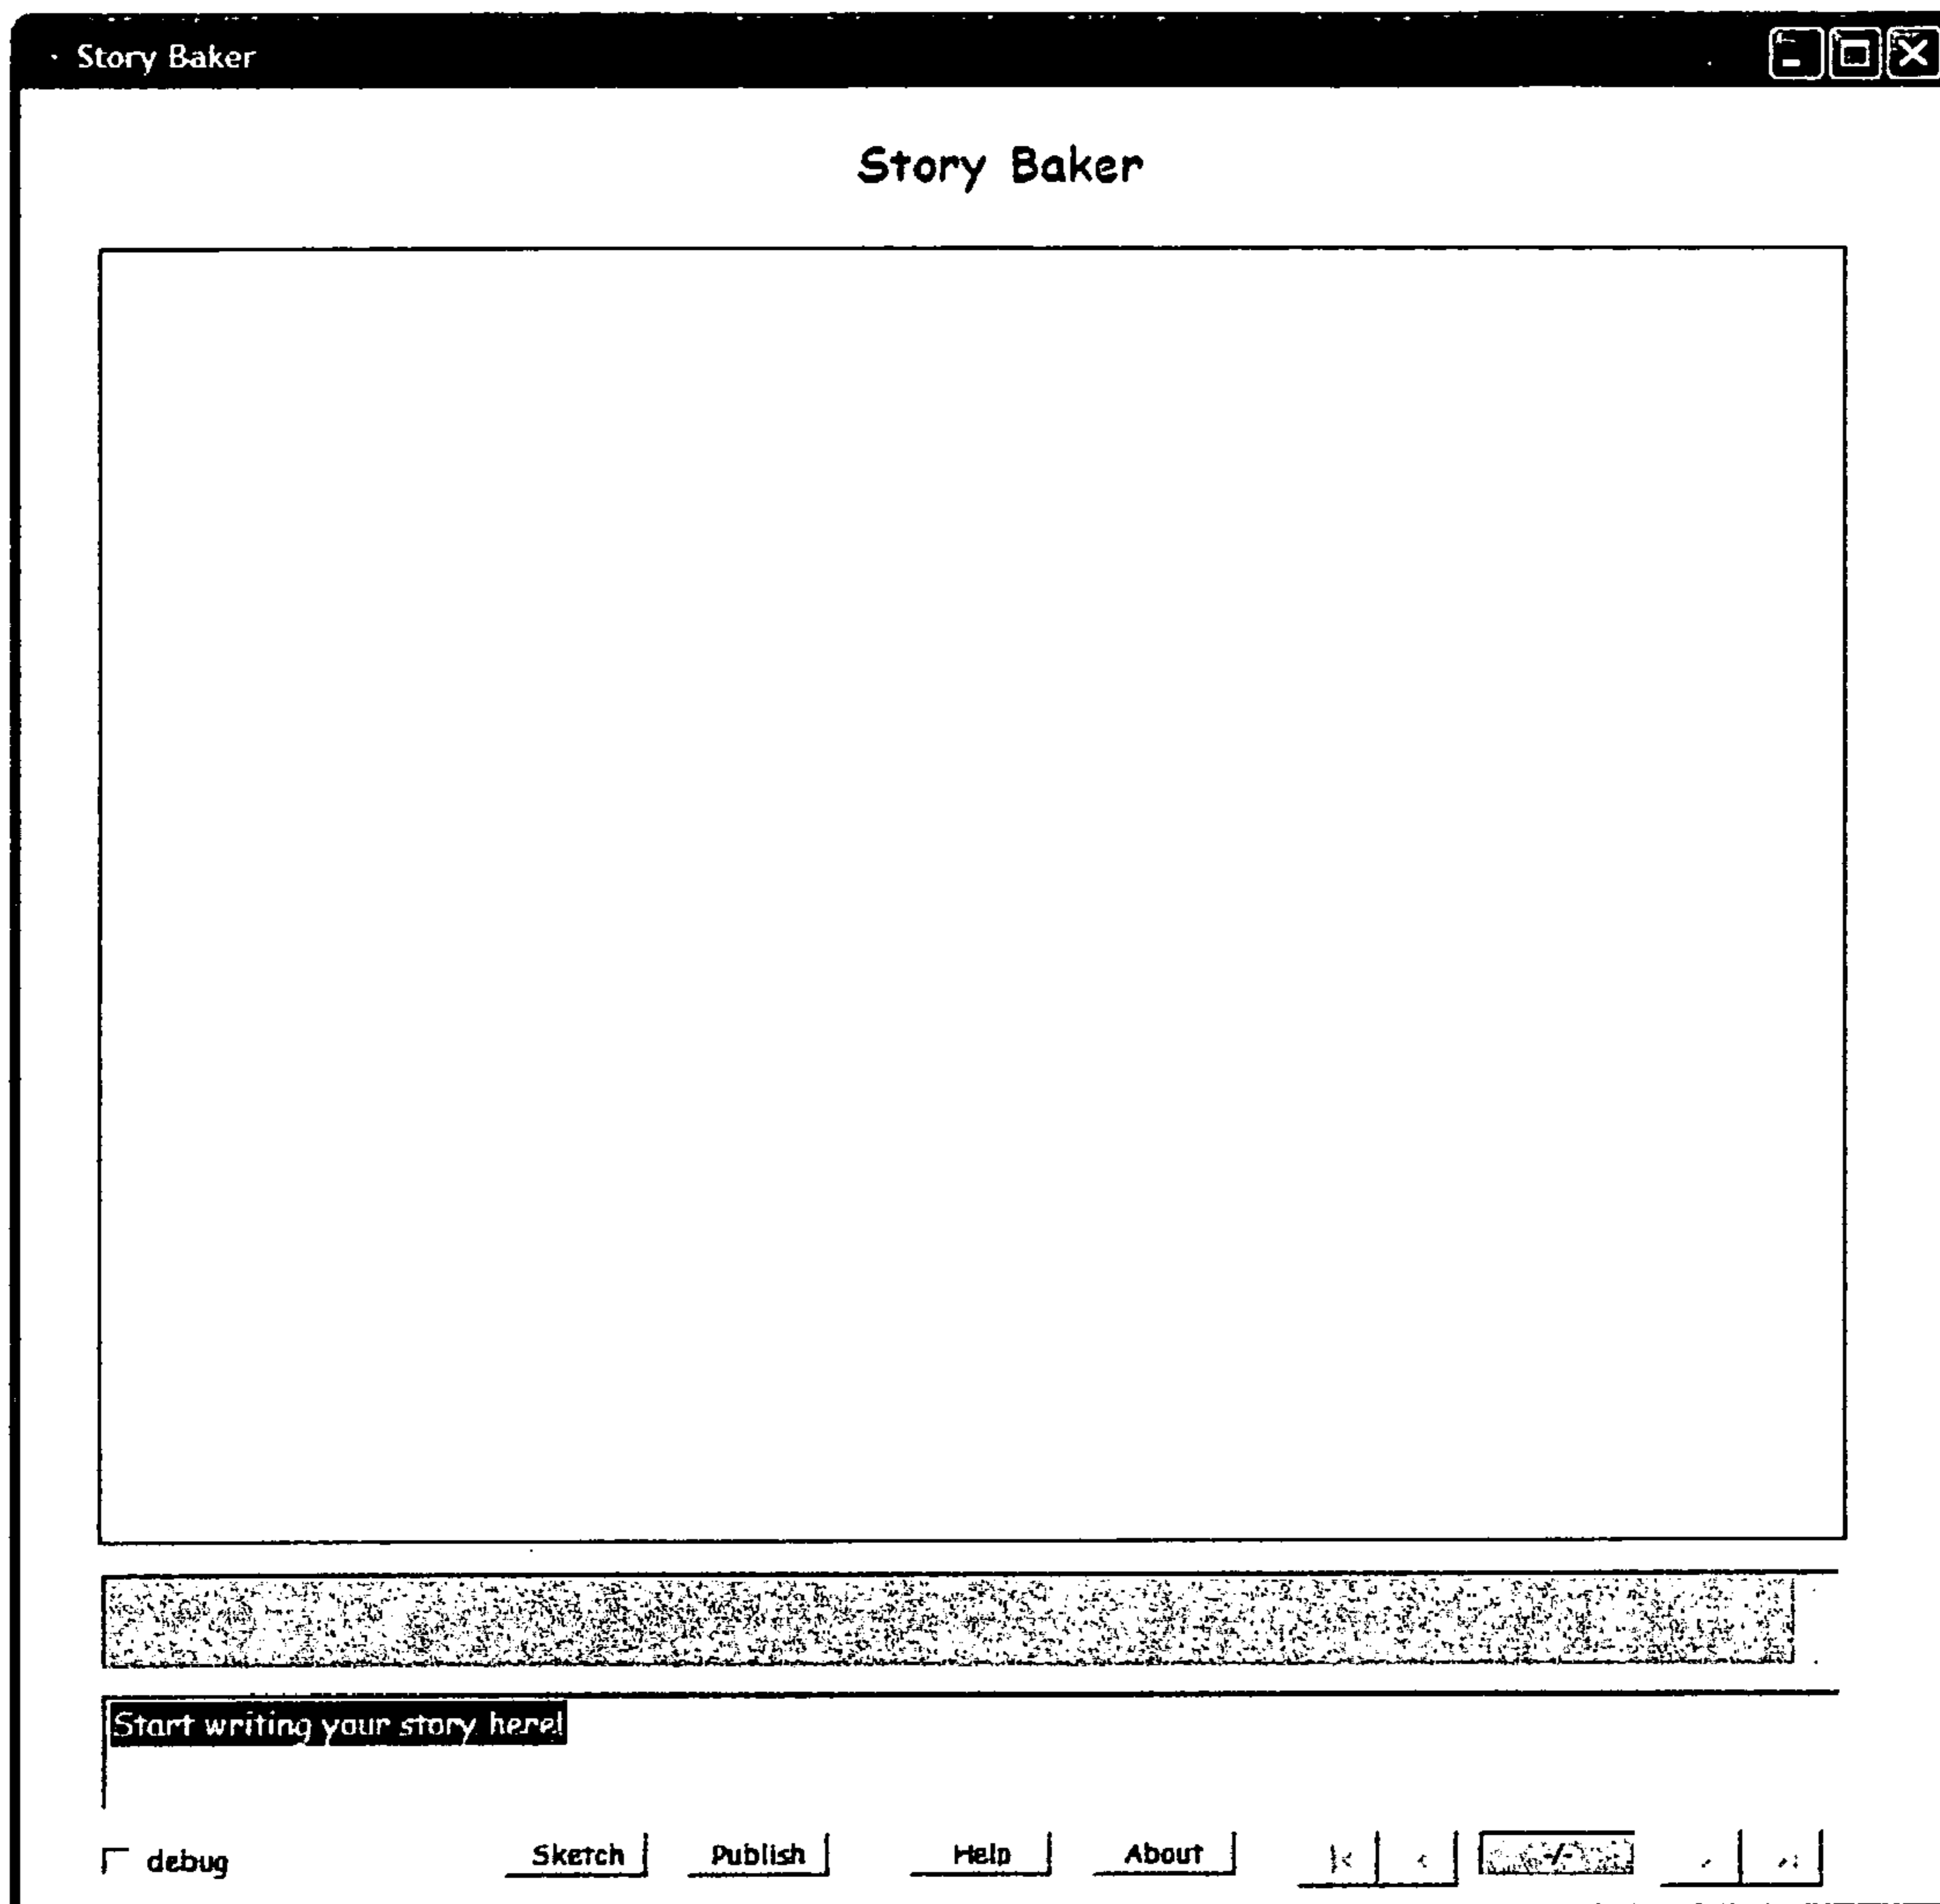 Story Baker
Story Baker
Start writing your story here!
debug Sketch Publish Help About |< < -/-